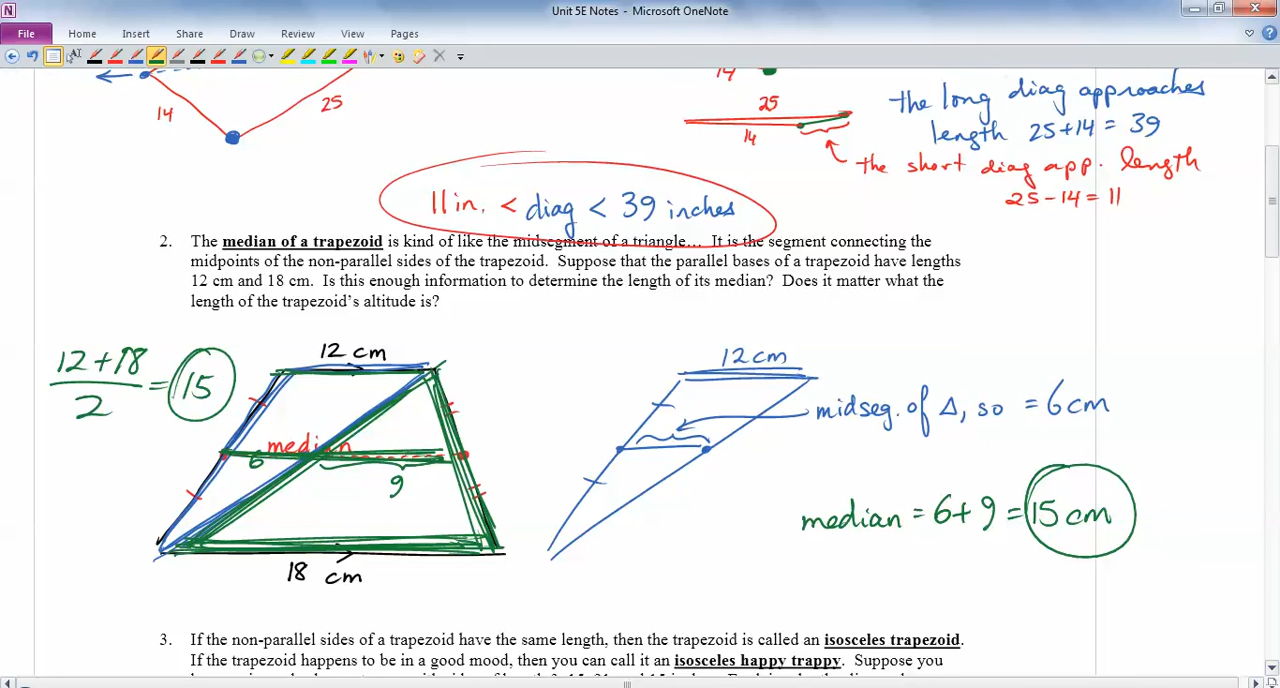 Unit 5E Notes - Microsoft OneNote
File Home Insert Share Draw Review View Pages
14
25
14
25
14
the long diag approaches
length 25+14 = 39
the short diag app. length
25-14 = 11
11 in. < diag < 39 inches
2. The median of a trapezoid is kind of like the midsegment of a triangle... It is the segment connecting the
midpoints of the non-parallel sides of the trapezoid. Suppose that the parallel bases of a trapezoid have lengths
12 cm and 18 cm. Is this enough information to determine the length of its median? Does it matter what the
length of the trapezoid's altitude is?
12+18
2
= 15
12 cm
median
6
9
18 cm
12cm
midseg. of Δ, so = 6cm
median = 6+9 = 15 cm
3. If the non-parallel sides of a trapezoid have the same length, then the trapezoid is called an isosceles trapezoid.
If the trapezoid happens to be in a good mood, then you can call it an isosceles happy trappy. Suppose you